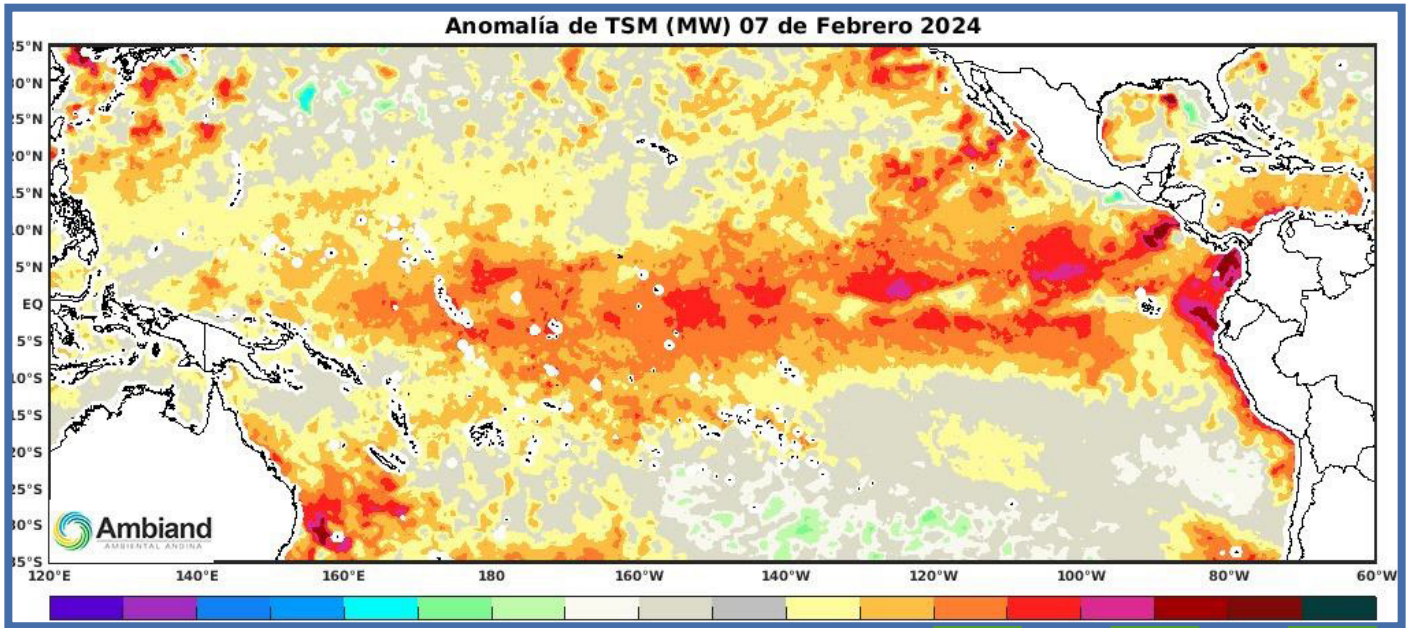 Anomalía de TSM (MW) 07 de Febrero 2024
35°N
30°N
25°N
20°N
15°N
10°N
5°N
EQ
5°S
10°S
15°S
20°S
25°S
30°S
35°S
Ambiand
AMBIENTAL ANDINA
120°E 140°E 160°E 180 160°W 140°W 120°W 100°W 80°W 60°W